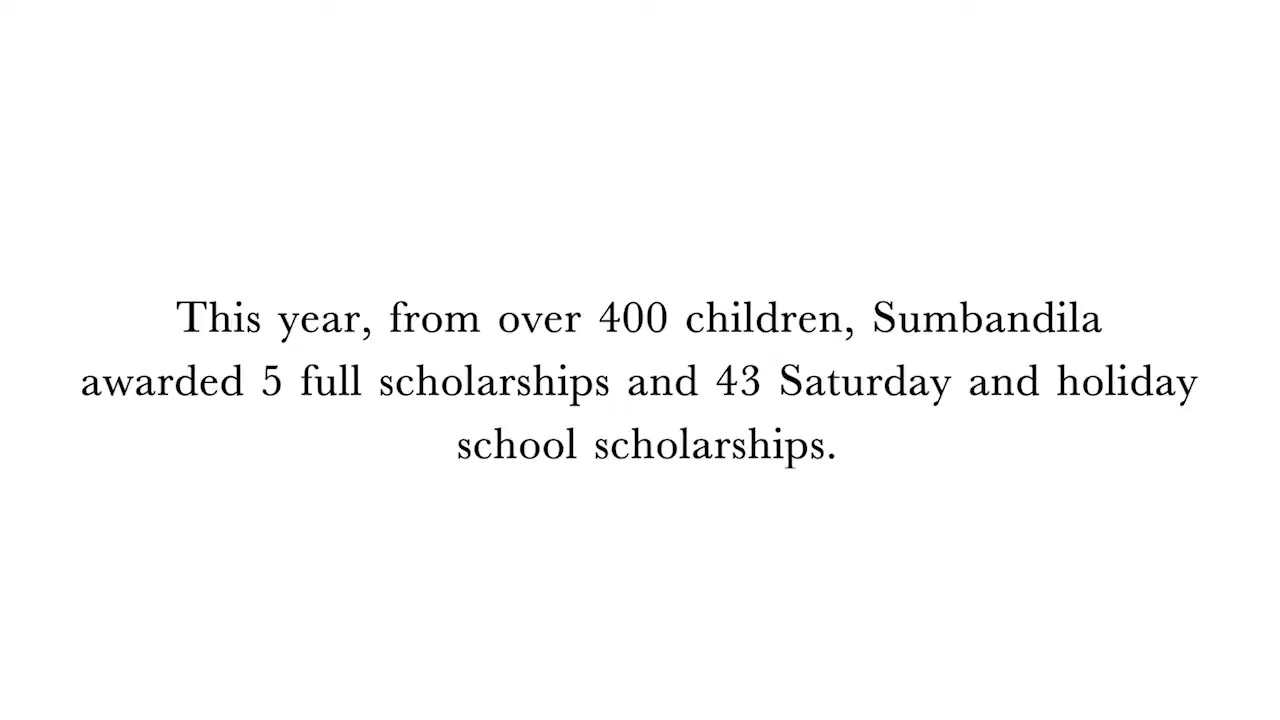 This year, from over 400 children, Sumbandila
awarded 5 full scholarships and 43 Saturday and holiday
school scholarships.